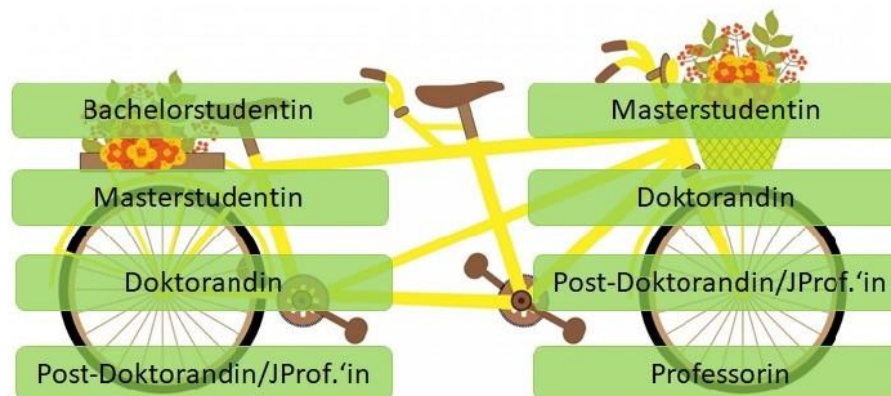 Bachelorstudentin
Masterstudentin
Masterstudentin
Doktorandin
Doktorandin
Post-Doktorandin/JProf.‘in
Post-Doktorandin/JProf.‘in
Professorin